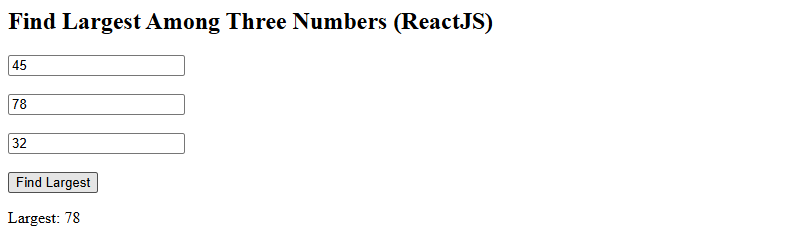 Find Largest Among Three Numbers (ReactJS)
45
78
32
Find Largest
Largest: 78